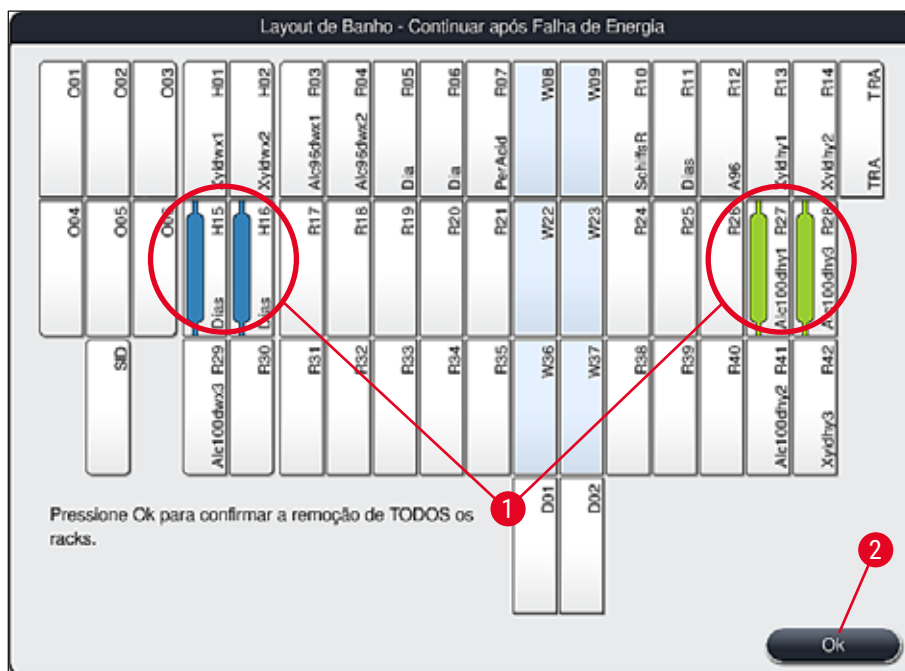 Layout de Banho - Continuar após Falha de Energia
O01
O02
O03
Xyldwx1 H01
Xyldwx2 H02
Alc96dwx1 R03
Alc96dwx2 R04
Dia R05
Dia R06
PerAcid R07
W08
W09
SchiffsR R10
Dias R11
A96 R12
Xyldhy1 R13
Xyldhy2 R14
TRA TRA
O04
O05
Dias H15
Dias H16
R17
R18
R19
R20
R21
W22
W23
R24
R25
R26
Alc100dhy1 R27
Alc100dhy3 R28
SID
Alc100dwx3 R29
R30
R31
R32
R33
R34
R35
W36
W37
R38
R39
R40
Alc100dhy2 R41
Xyldhy3 R42
D01
D02
Pressione Ok para confirmar a remoção de TODOS os
racks.
1
2
Ok